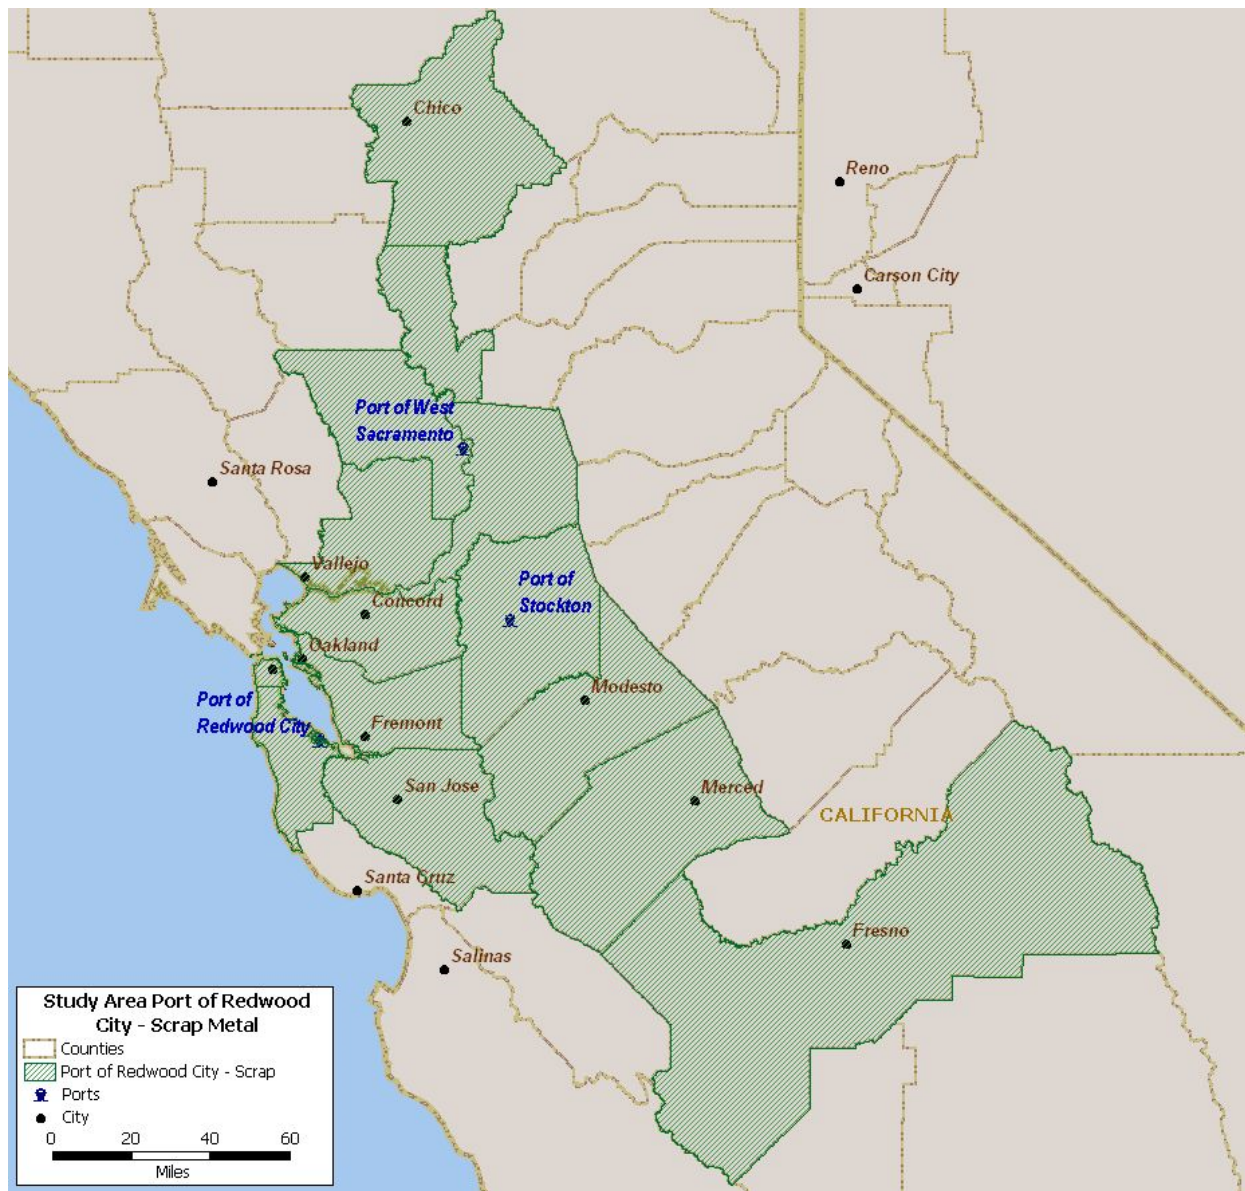 Chico
Reno
Carson City
Port of West
Sacramento
Santa Rosa
Vallejo
Port of
Stockton
Concord
Oakland
Port of
Redwood City
Modesto
Fremont
San Jose
Merced
CALIFORNIA
Santa Cruz
Fresno
Salinas
Study Area Port of Redwood
City - Scrap Metal
Counties
Port of Redwood City - Scrap
Ports
City
0 20 40 60
Miles